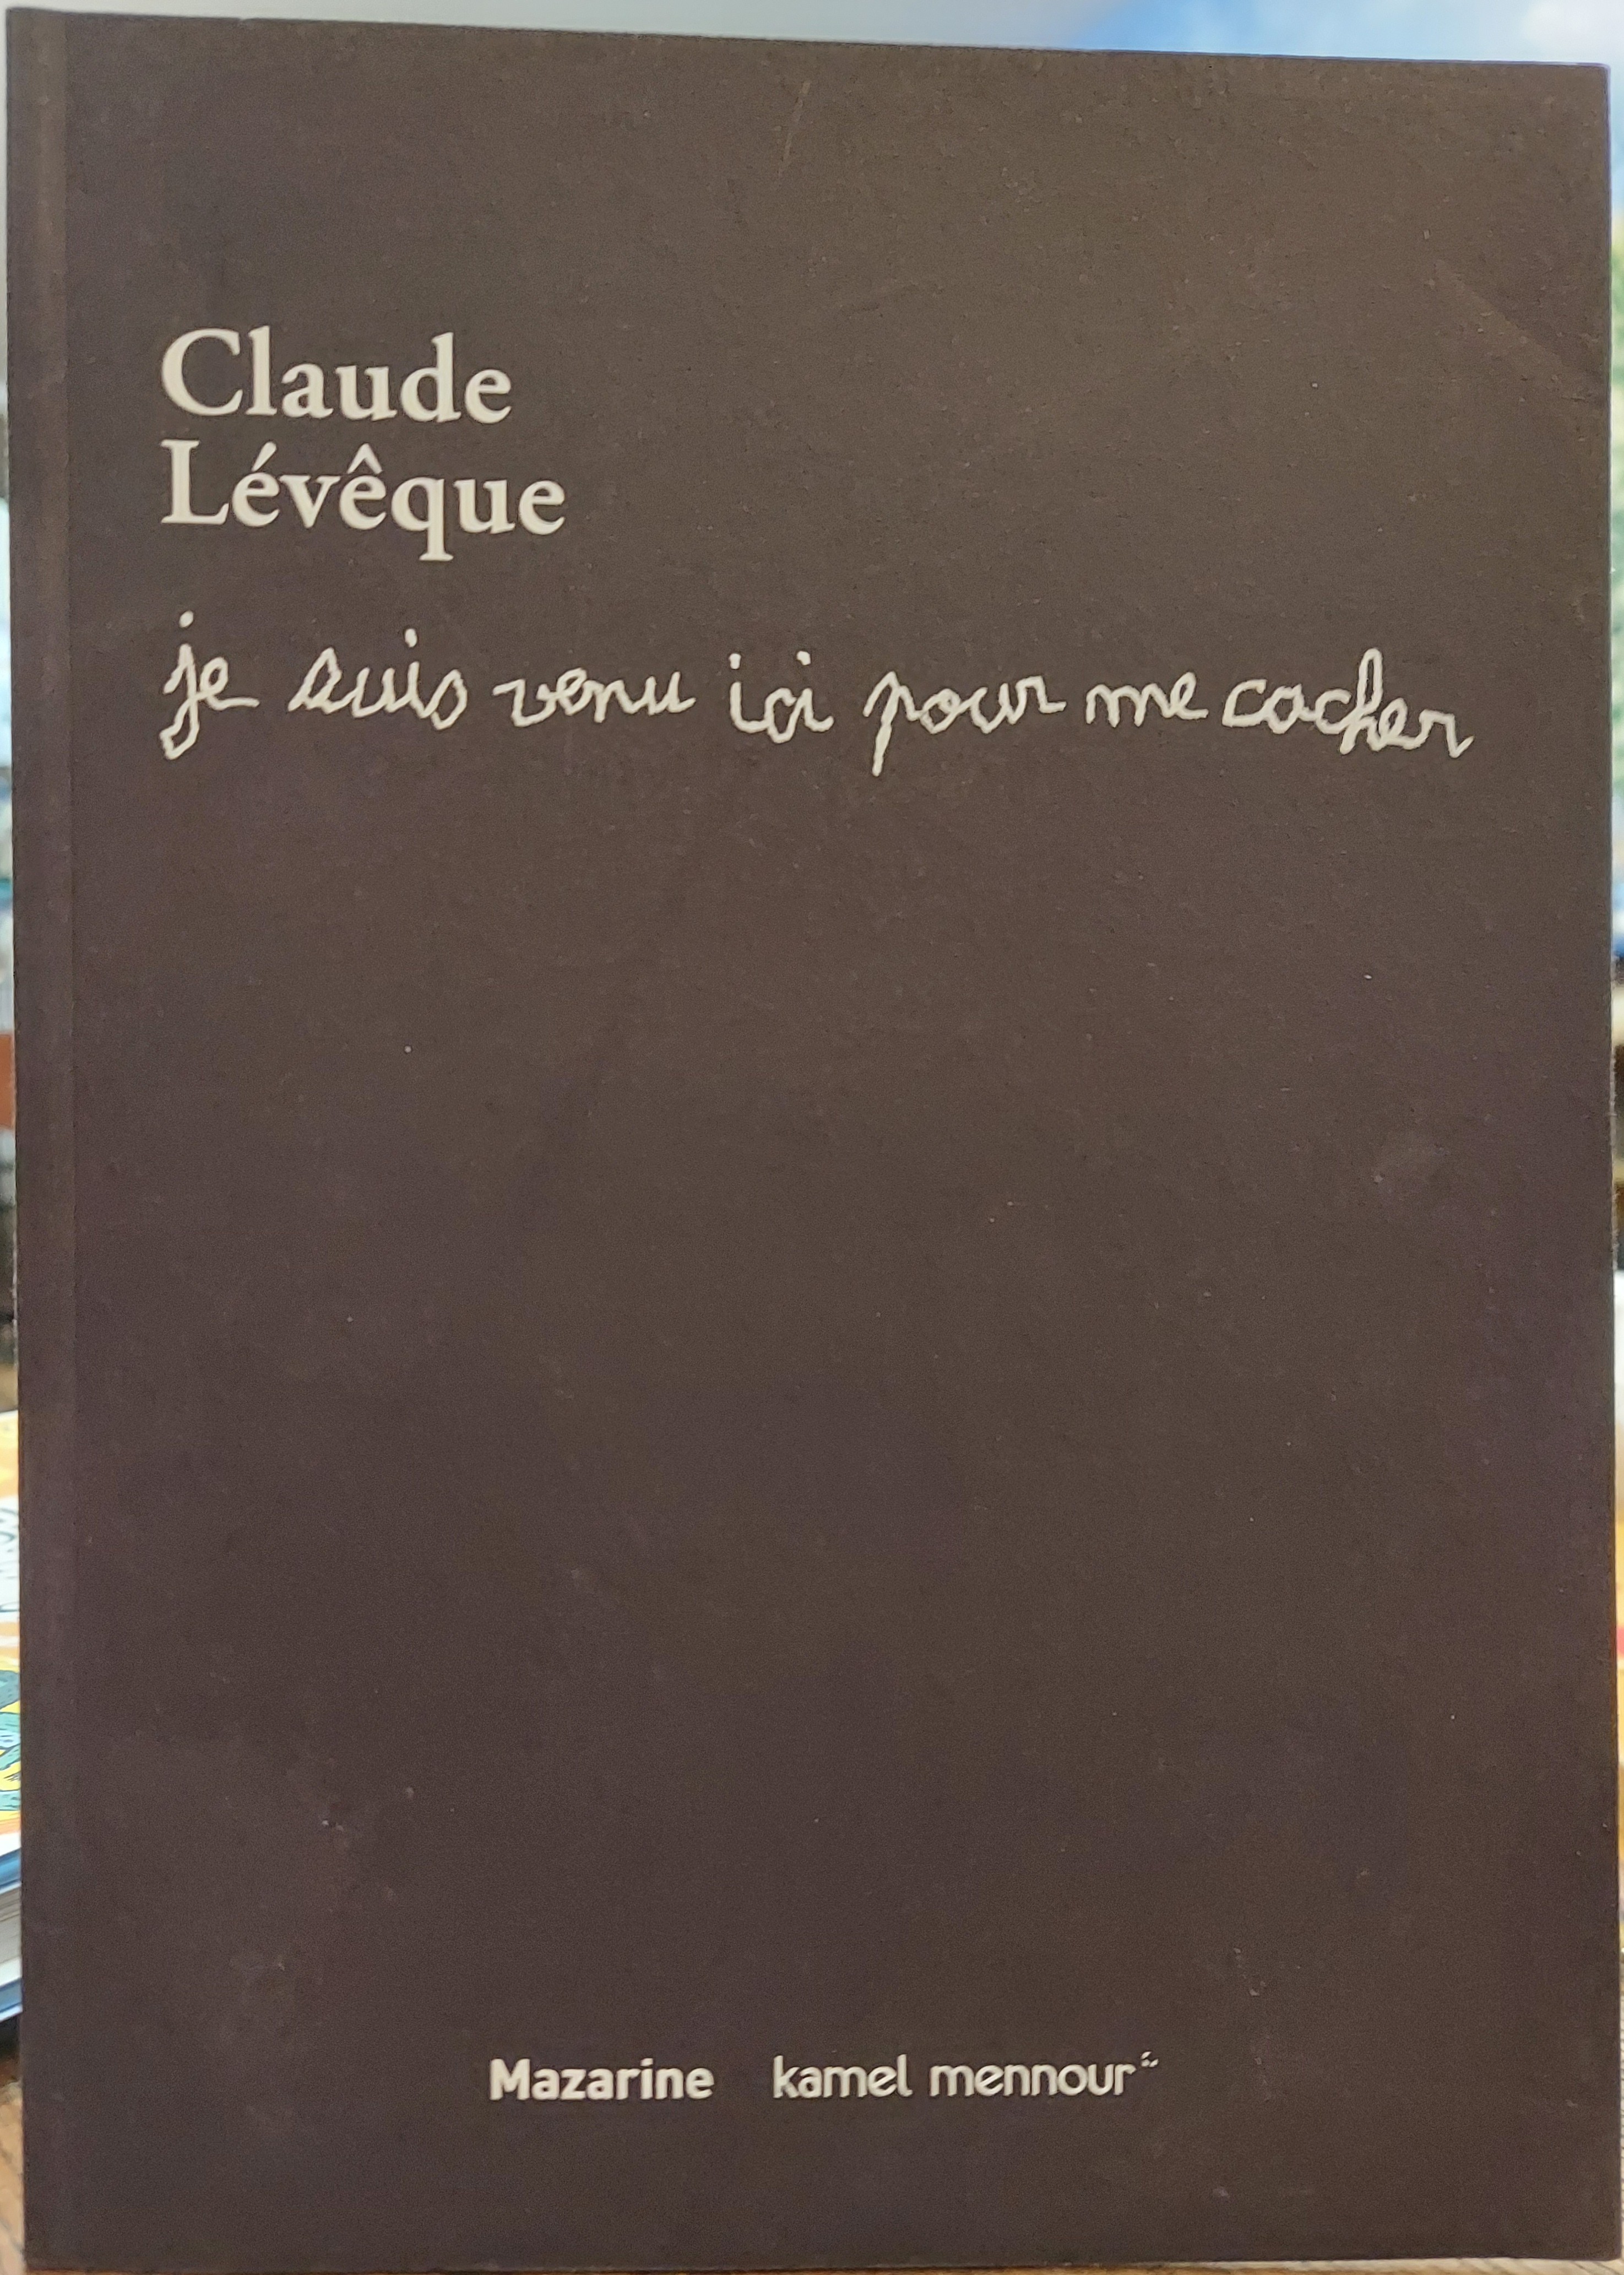 Claude
Lévêque
je suis venu ici pour me cacher
Mazarine kamel mennour